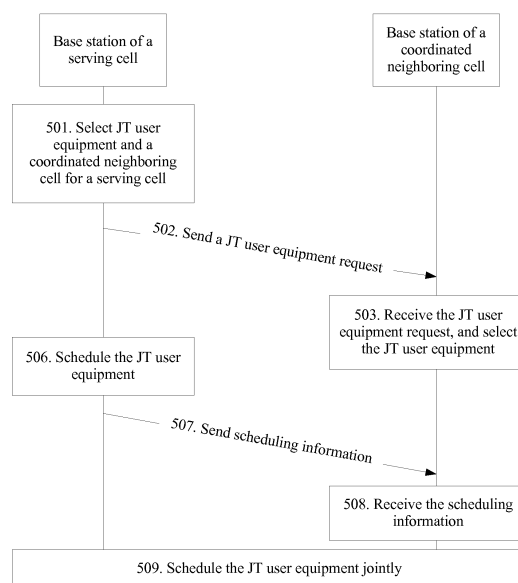 Base station of a
serving cell
Base station of a
coordinated
neighboring cell
501. Select JT user
equipment and a
coordinated neighboring
cell for a serving cell
502. Send a JT user equipment request
503. Receive the JT user
equipment request, and select
the JT user equipment
506. Schedule the JT user
equipment
507. Send scheduling information
508. Receive the scheduling
information
509. Schedule the JT user equipment jointly